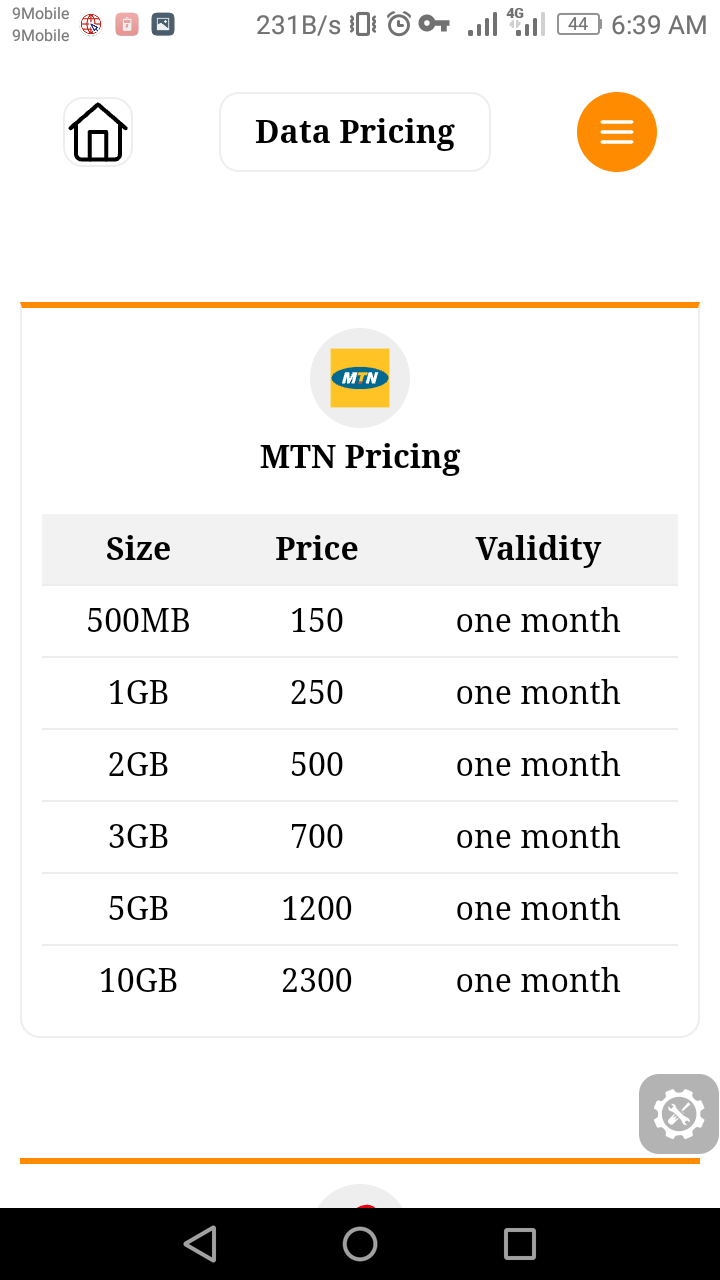 9Mobile
9Mobile
231B/s 4G 44 6:39 AM
Data Pricing
MTN
MTN Pricing
Size Price Validity
500MB 150 one month
1GB 250 one month
2GB 500 one month
3GB 700 one month
5GB 1200 one month
10GB 2300 one month